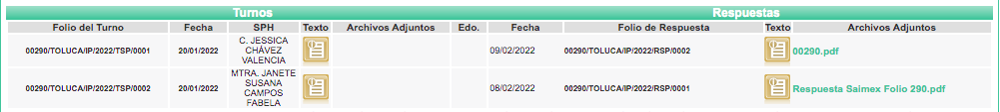 Turnos Respuestas
Folio del Turno Fecha SPH Texto Archivos Adjuntos Edo. Fecha Folio de Respuesta Texto Archivos Adjuntos
00290/TOLUCA/IP/2022/TSP/0001 20/01/2022 C. JESSICA CHÁVEZ VALENCIA 09/02/2022 00290/TOLUCA/IP/2022/RSP/0002 00290.pdf
00290/TOLUCA/IP/2022/TSP/0002 20/01/2022 MTRA. JANETE SUSANA CAMPOS FABELA 08/02/2022 00290/TOLUCA/IP/2022/RSP/0001 Respuesta Saimex Folio 290.pdf